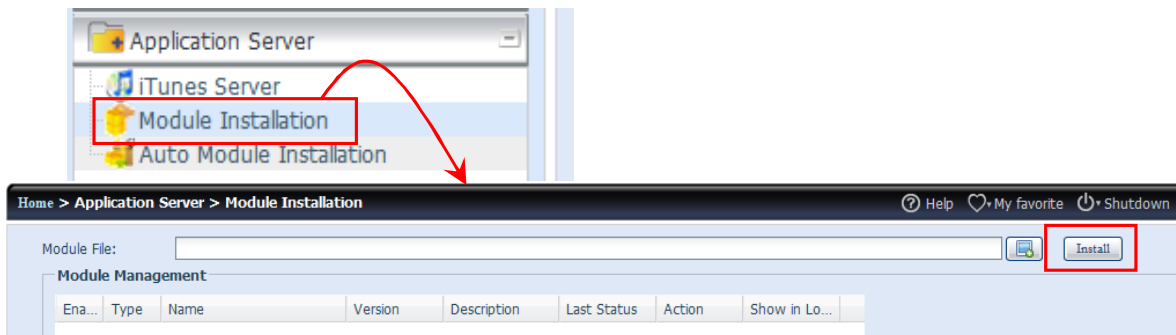 Application Server
iTunes Server
Module Installation
Auto Module Installation
Home > Application Server > Module Installation
Help My favorite Shutdown
Module File: Install
Module Management
Ena... Type Name Version Description Last Status Action Show in Lo...